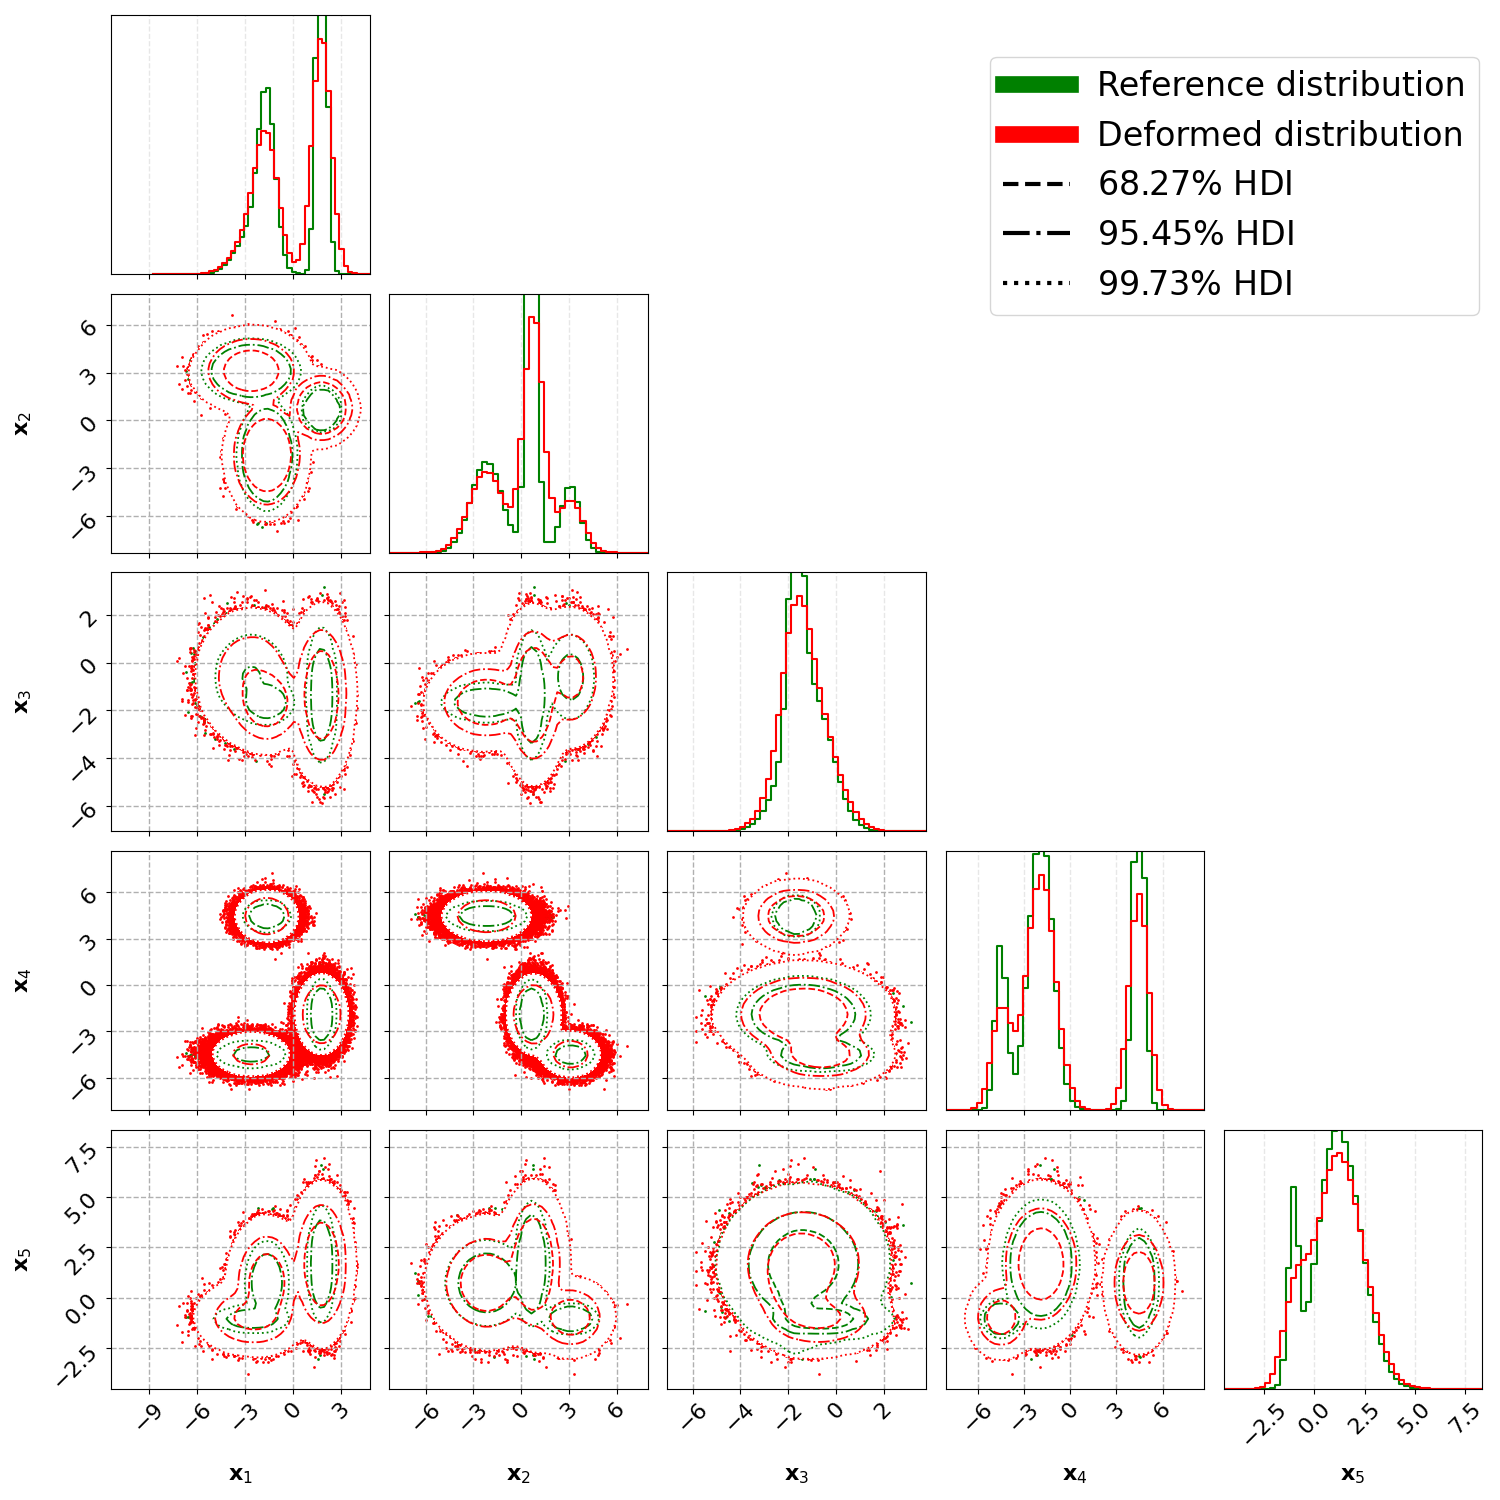 Reference distribution
Deformed distribution
68.27% HDI
95.45% HDI
99.73% HDI
6
3
0
−3
−6
x₂
2
0
−2
−4
−6
x₃
6
3
0
−3
−6
x₄
7.5
5.0
2.5
0.0
−2.5
x₅
−9 −6 −3 0 3
−6 −3 0 3 6
−6 −4 −2 0 2
−6 −3 0 3 6
−2.5 0.0 2.5 5.0 7.5
x₁ x₂ x₃ x₄ x₅